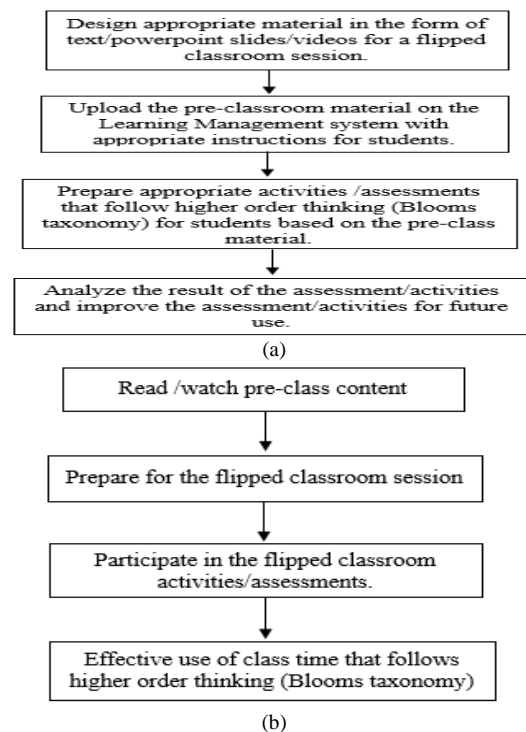 Design appropriate material in the form of
text/powerpoint slides/videos for a flipped
classroom session.
Upload the pre-classroom material on the
Learning Management system with
appropriate instructions for students.
Prepare appropriate activities /assessments
that follow higher order thinking (Blooms
taxonomy) for students based on the pre-class
material.
Analyze the result of the assessment/activities
and improve the assessment/activities for future
use.
(a)
Read /watch pre-class content
Prepare for the flipped classroom session
Participate in the flipped classroom
activities/assessments.
Effective use of class time that follows
higher order thinking (Blooms taxonomy)
(b)